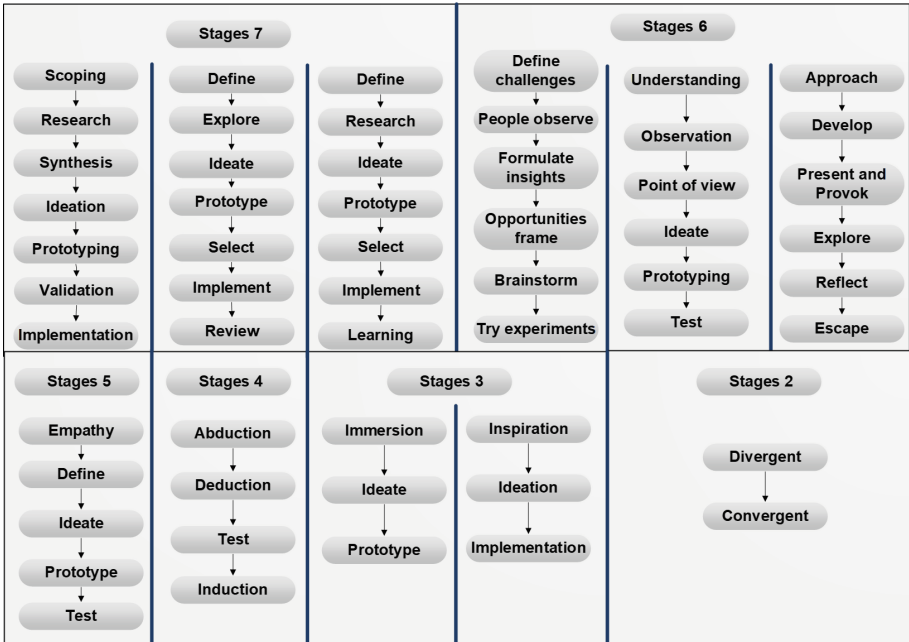 Stages 7
Scoping
Research
Synthesis
Ideation
Prototyping
Validation
Implementation
Define
Explore
Ideate
Prototype
Select
Implement
Review
Define
Research
Ideate
Prototype
Select
Implement
Learning
Stages 6
Define
challenges
People observe
Formulate
insights
Opportunities
frame
Brainstorm
Try experiments
Understanding
Observation
Point of view
Ideate
Prototyping
Test
Approach
Develop
Present and
Provok
Explore
Reflect
Escape
Stages 5
Empathy
Define
Ideate
Prototype
Test
Stages 4
Abduction
Deduction
Test
Induction
Stages 3
Immersion
Ideate
Prototype
Inspiration
Ideation
Implementation
Stages 2
Divergent
Convergent